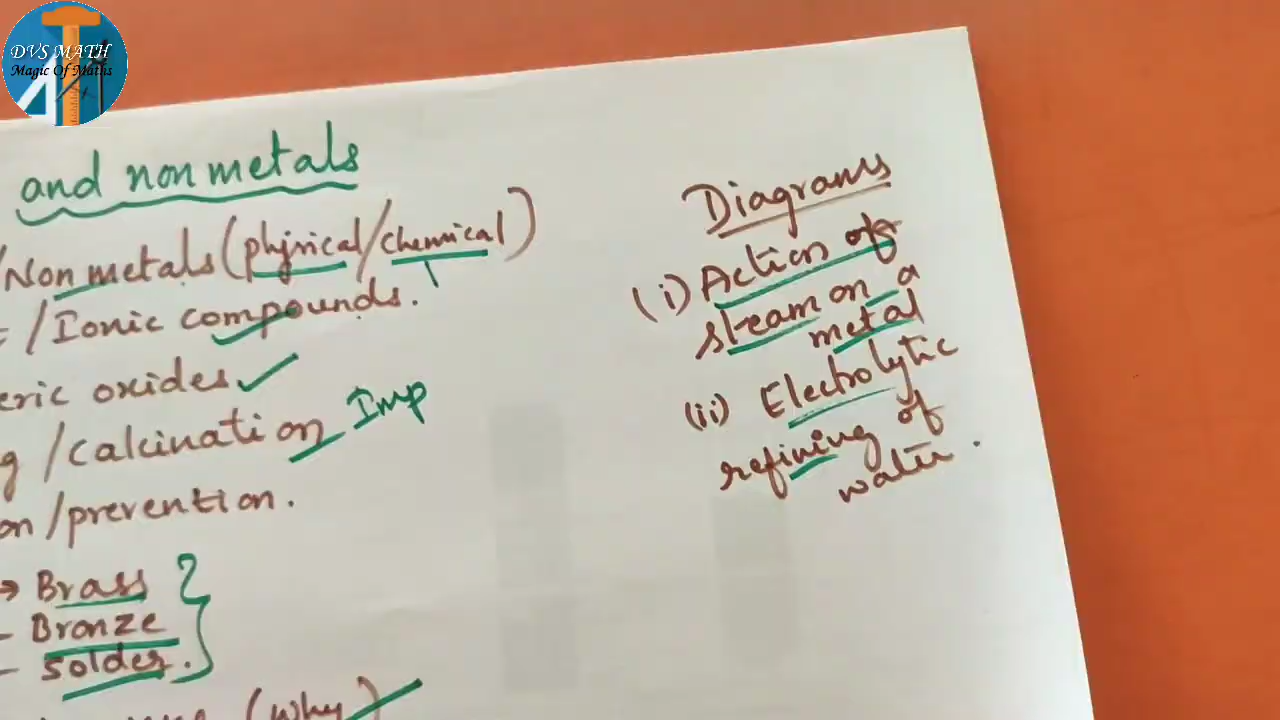 DVS MATH
Magic Of Maths
and non metals
/Non metals (physical/chemical)
/Ionic compounds.
eric oxides
g /calcination Imp
on /prevention.
→ Brass
- Bronze
- Solder.
(why)
Diagrams
(i) Action of
steam on a
metal
(ii) Electrolytic
refining of
water.